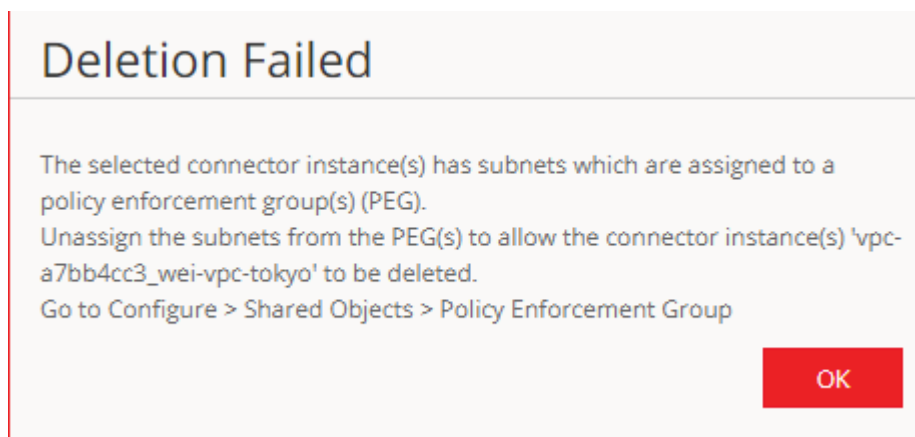 Deletion Failed
The selected connector instance(s) has subnets which are assigned to a
policy enforcement group(s) (PEG).
Unassign the subnets from the PEG(s) to allow the connector instance(s) 'vpc-
a7bb4cc3_wei-vpc-tokyo' to be deleted.
Go to Configure > Shared Objects > Policy Enforcement Group
OK